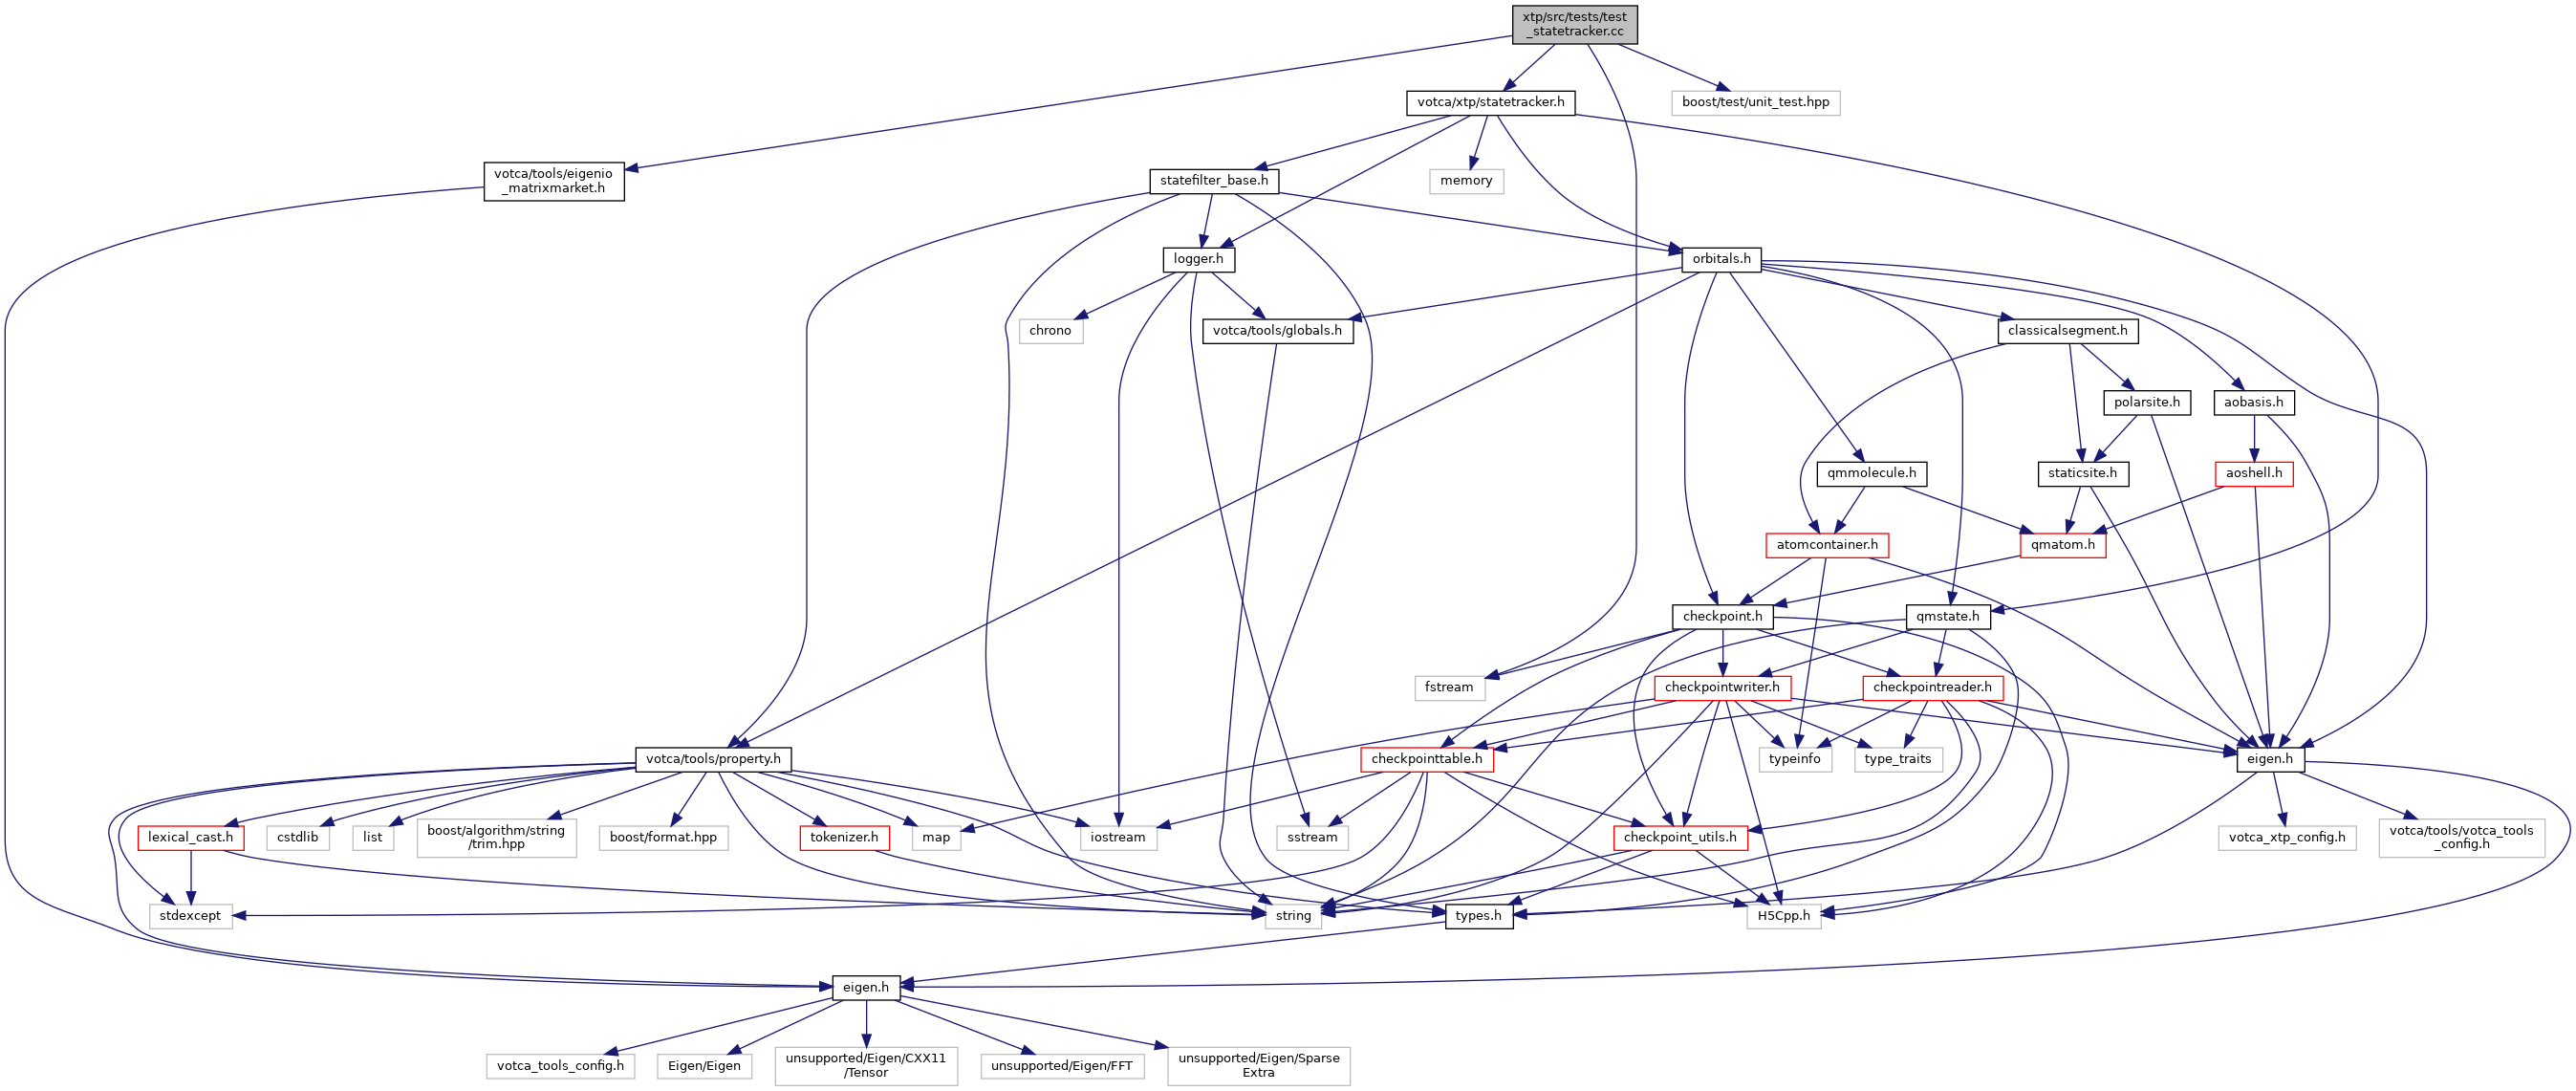 xtp/src/tests/test
_statetracker.cc
votca/xtp/statetracker.h
boost/test/unit_test.hpp
votca/tools/eigenio
_matrixmarket.h
statefilter_base.h
memory
logger.h
orbitals.h
chrono
votca/tools/globals.h
classicalsegment.h
polarsite.h
aobasis.h
qmmolecule.h
staticsite.h
aoshell.h
atomcontainer.h
qmatom.h
checkpoint.h
qmstate.h
fstream
checkpointwriter.h
checkpointreader.h
votca/tools/property.h
checkpointtable.h
typeinfo
type_traits
eigen.h
lexical_cast.h
cstdlib
list
boost/algorithm/string
/trim.hpp
boost/format.hpp
tokenizer.h
map
iostream
sstream
checkpoint_utils.h
votca_xtp_config.h
votca/tools/votca_tools
_config.h
stdexcept
string
types.h
H5Cpp.h
eigen.h
votca_tools_config.h
Eigen/Eigen
unsupported/Eigen/CXX11
/Tensor
unsupported/Eigen/FFT
unsupported/Eigen/Sparse
Extra